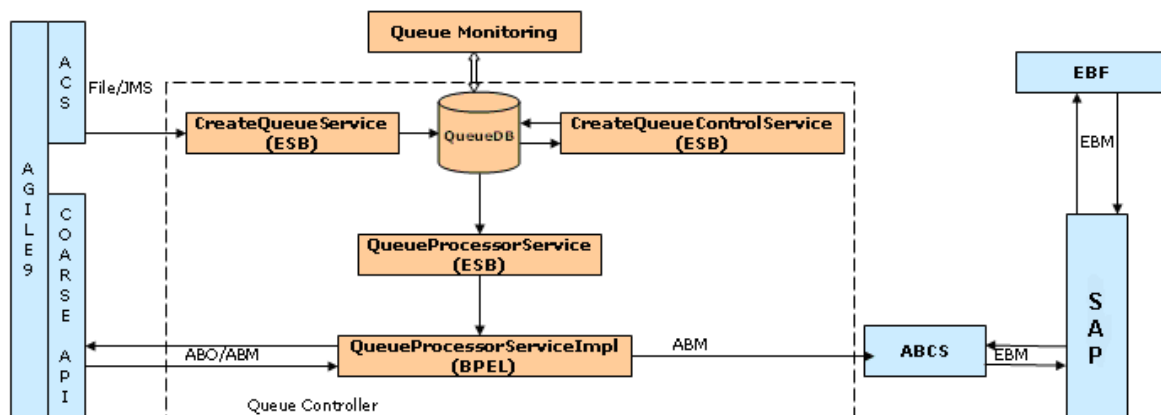 Queue Monitoring
EBF
ACS
File/JMS
CreateQueueService
(ESB)
QueueDB
CreateQueueControlService
(ESB)
EBM
AGILE9
COARSE API
QueueProcessorService
(ESB)
SAP
QueueProcessorServiceImpl
(BPEL)
ABO/ABM
ABM
ABCS
EBM
Queue Controller